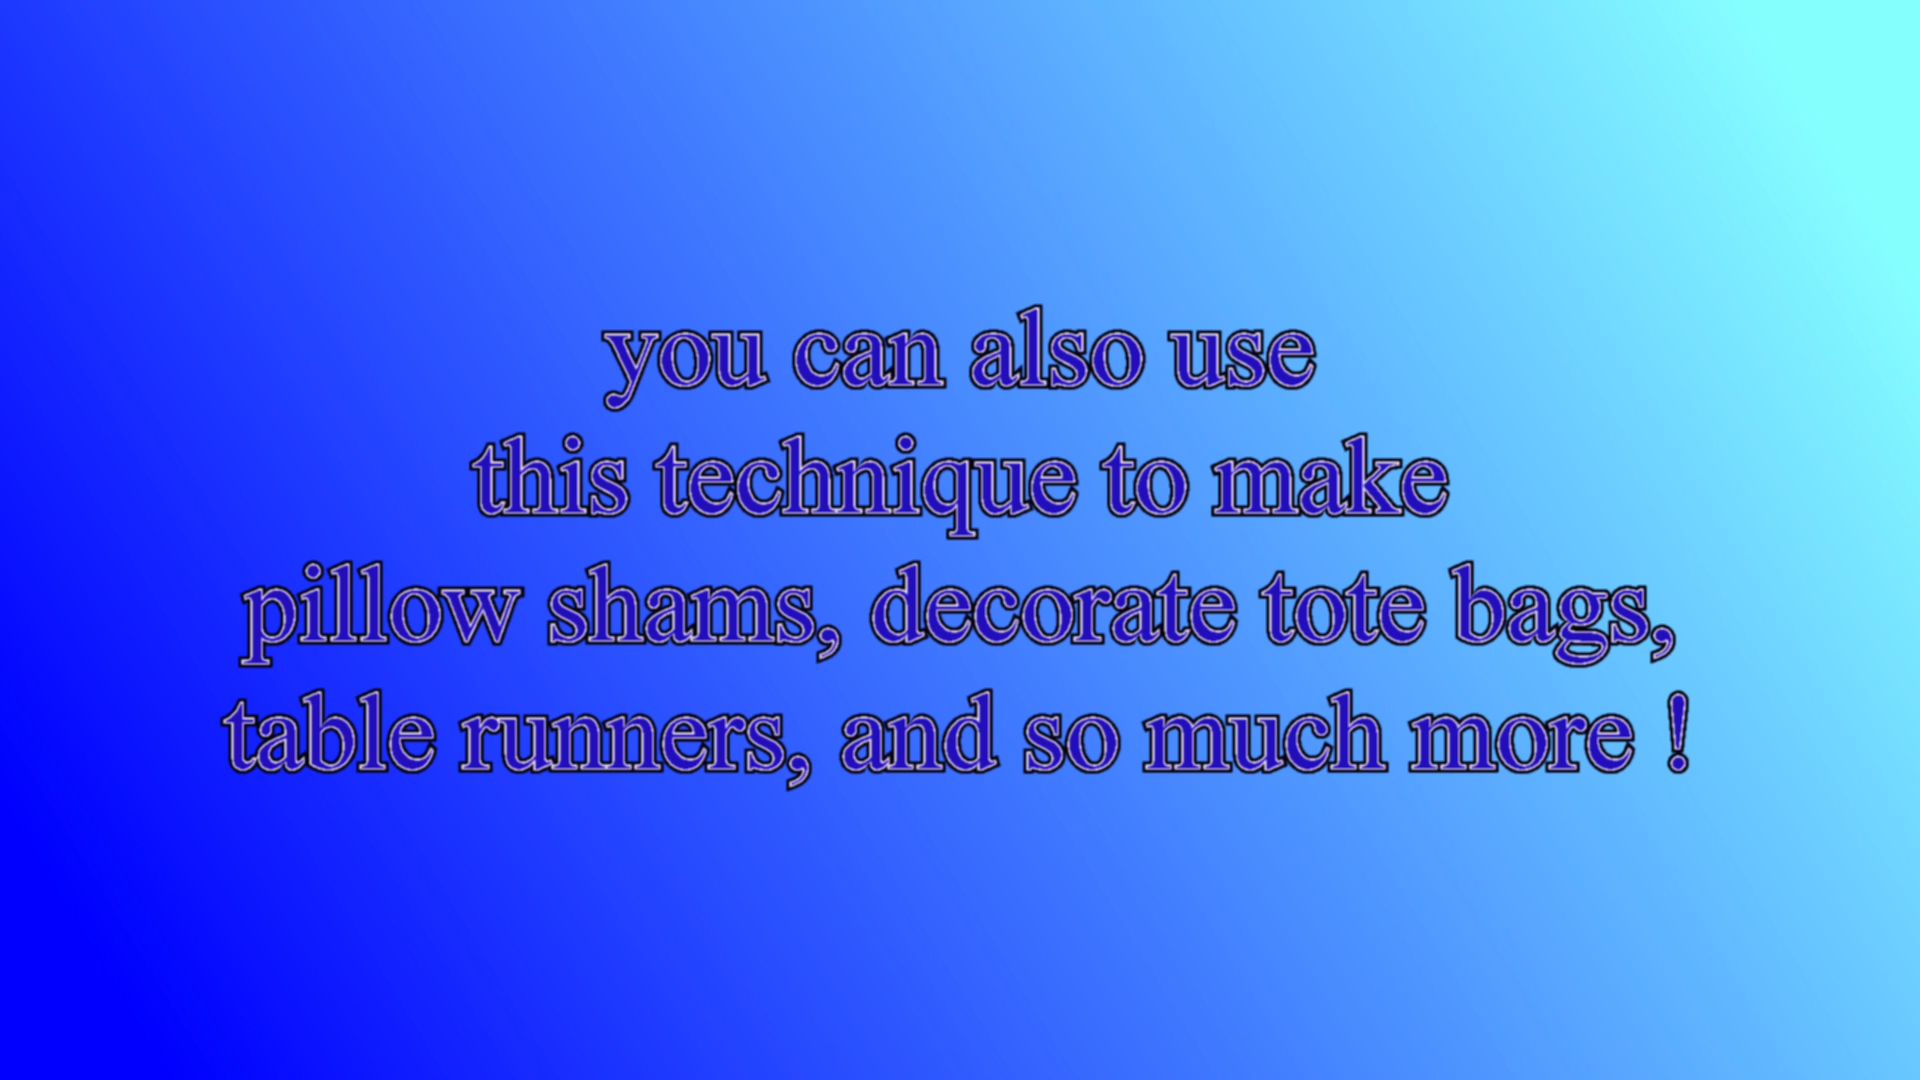 you can also use
this technique to make
pillow shams, decorate tote bags,
table runners, and so much more !